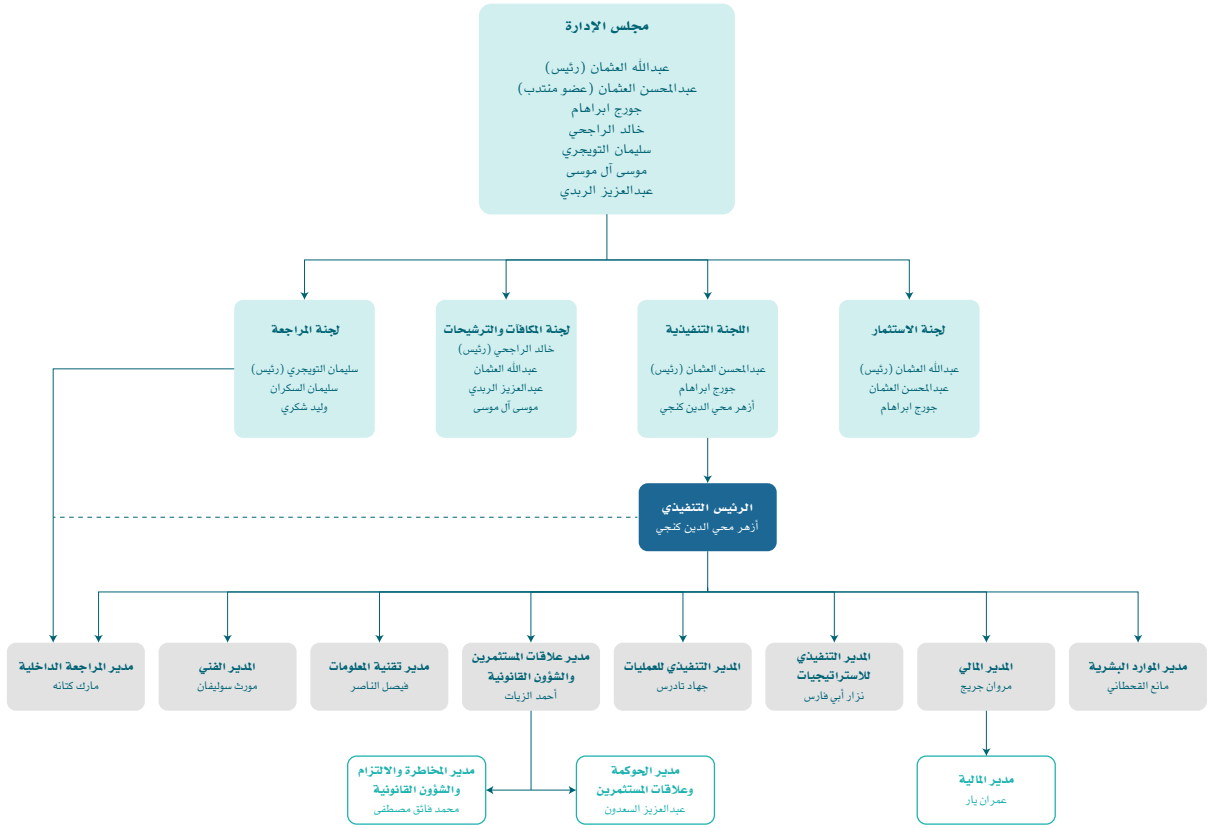 مجلس الإدارة
عبدالله العثمان (رئيس)
عبدالمحسن العثمان (عضو منتدب)
جورج ابراهام
خالد الراجحي
سليمان التويجري
موسى آل موسى
عبدالعزيز الربدي
لجنة الاستثمار
عبدالله العثمان (رئيس)
عبدالمحسن العثمان
جورج ابراهام
اللجنة التنفيذية
عبدالمحسن العثمان (رئيس)
جورج ابراهام
أزهر محي الدين كنجي
لجنة المكافآت والترشيحات
خالد الراجحي (رئيس)
عبدالله العثمان
عبدالعزيز الربدي
موسى آل موسى
لجنة المراجعة
سليمان التويجري (رئيس)
سليمان السكران
وليد شكري
الرئيس التنفيذي
أزهر محي الدين كنجي
مدير الموارد البشرية
مانع القحطاني
المدير المالي
مروان جريج
المدير التنفيذي
للاستراتيجيات
نزار أبي فارس
المدير التنفيذي للعمليات
جهاد تادرس
مدير علاقات المستثمرين
والشؤون القانونية
أحمد الزيات
مدير تقنية المعلومات
فيصل الناصر
المدير الفني
مورث سوليفان
مدير المراجعة الداخلية
مارك كتانه
مدير المالية
عمران يار
مدير الحوكمة
وعلاقات المستثمرين
عبدالعزيز السعدون
مدير المخاطرة والالتزام
والشؤون القانونية
محمد فائق مصطفى